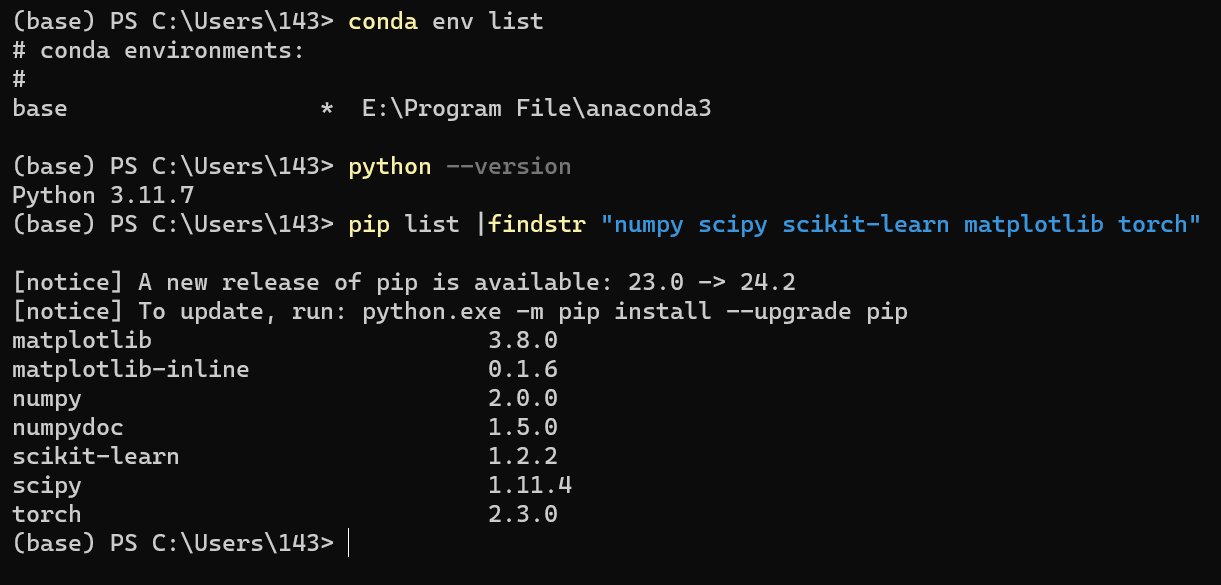 (base) PS C:\Users\143> conda env list
# conda environments:
#
base                  *  E:\Program File\anaconda3
(base) PS C:\Users\143> python --version
Python 3.11.7
(base) PS C:\Users\143> pip list |findstr "numpy scipy scikit-learn matplotlib torch"
[notice] A new release of pip is available: 23.0 -> 24.2
[notice] To update, run: python.exe -m pip install --upgrade pip
matplotlib                        3.8.0
matplotlib-inline                 0.1.6
numpy                             2.0.0
numpydoc                          1.5.0
scikit-learn                      1.2.2
scipy                             1.11.4
torch                             2.3.0
(base) PS C:\Users\143>